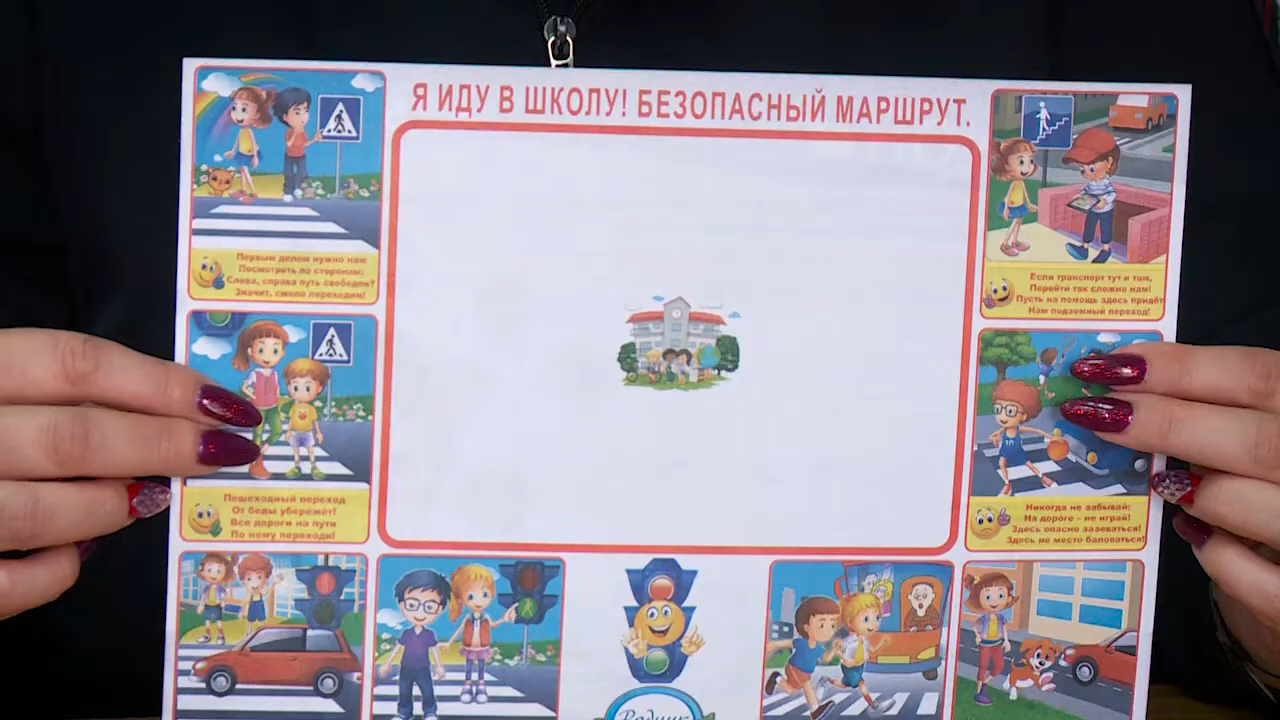 Я ИДУ В ШКОЛУ! БЕЗОПАСНЫЙ МАРШРУТ.
Первым делом нужно нам
Посмотреть по сторонам:
Слева, справа путь свободен?
Значит, смело переходим!
Если транспорт тут и там,
Перейти так сложно нам!
Пусть на помощь здесь придёт
Нам подземный переход!
Пешеходный переход
От беды убережёт!
Все дороги на пути
По нему переходи!
Никогда не забывай:
На дороге – не играй!
Здесь опасно зазеваться!
Здесь не место баловаться!
Родник